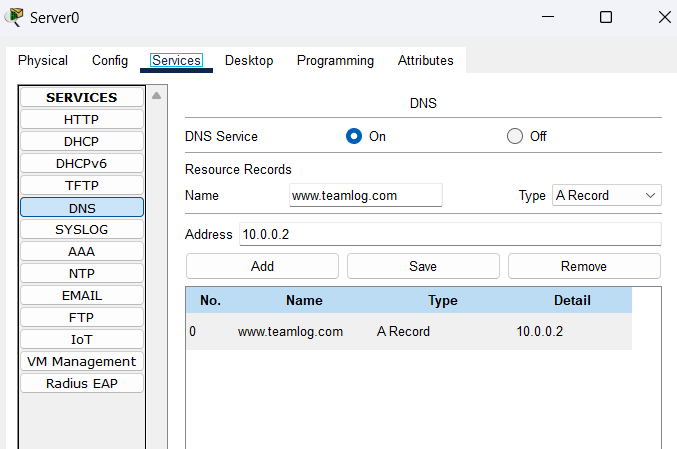 Server0
Physical Config Services Desktop Programming Attributes
SERVICES
HTTP
DHCP
DHCPv6
TFTP
DNS
SYSLOG
AAA
NTP
EMAIL
FTP
IoT
VM Management
Radius EAP
DNS
DNS Service On Off
Resource Records
Name www.teamlog.com Type A Record
Address 10.0.0.2
Add Save Remove
No. Name Type Detail
0 www.teamlog.com A Record 10.0.0.2